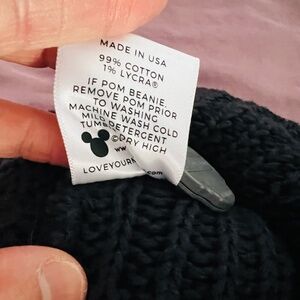 MADE IN USA
99% COTTON
1% LYCRA®
IF POM BEANIE,
REMOVE POM PRIOR
TO WASHING
MACHINE WASH COLD
MILD DETERGENT
DRY HIGH